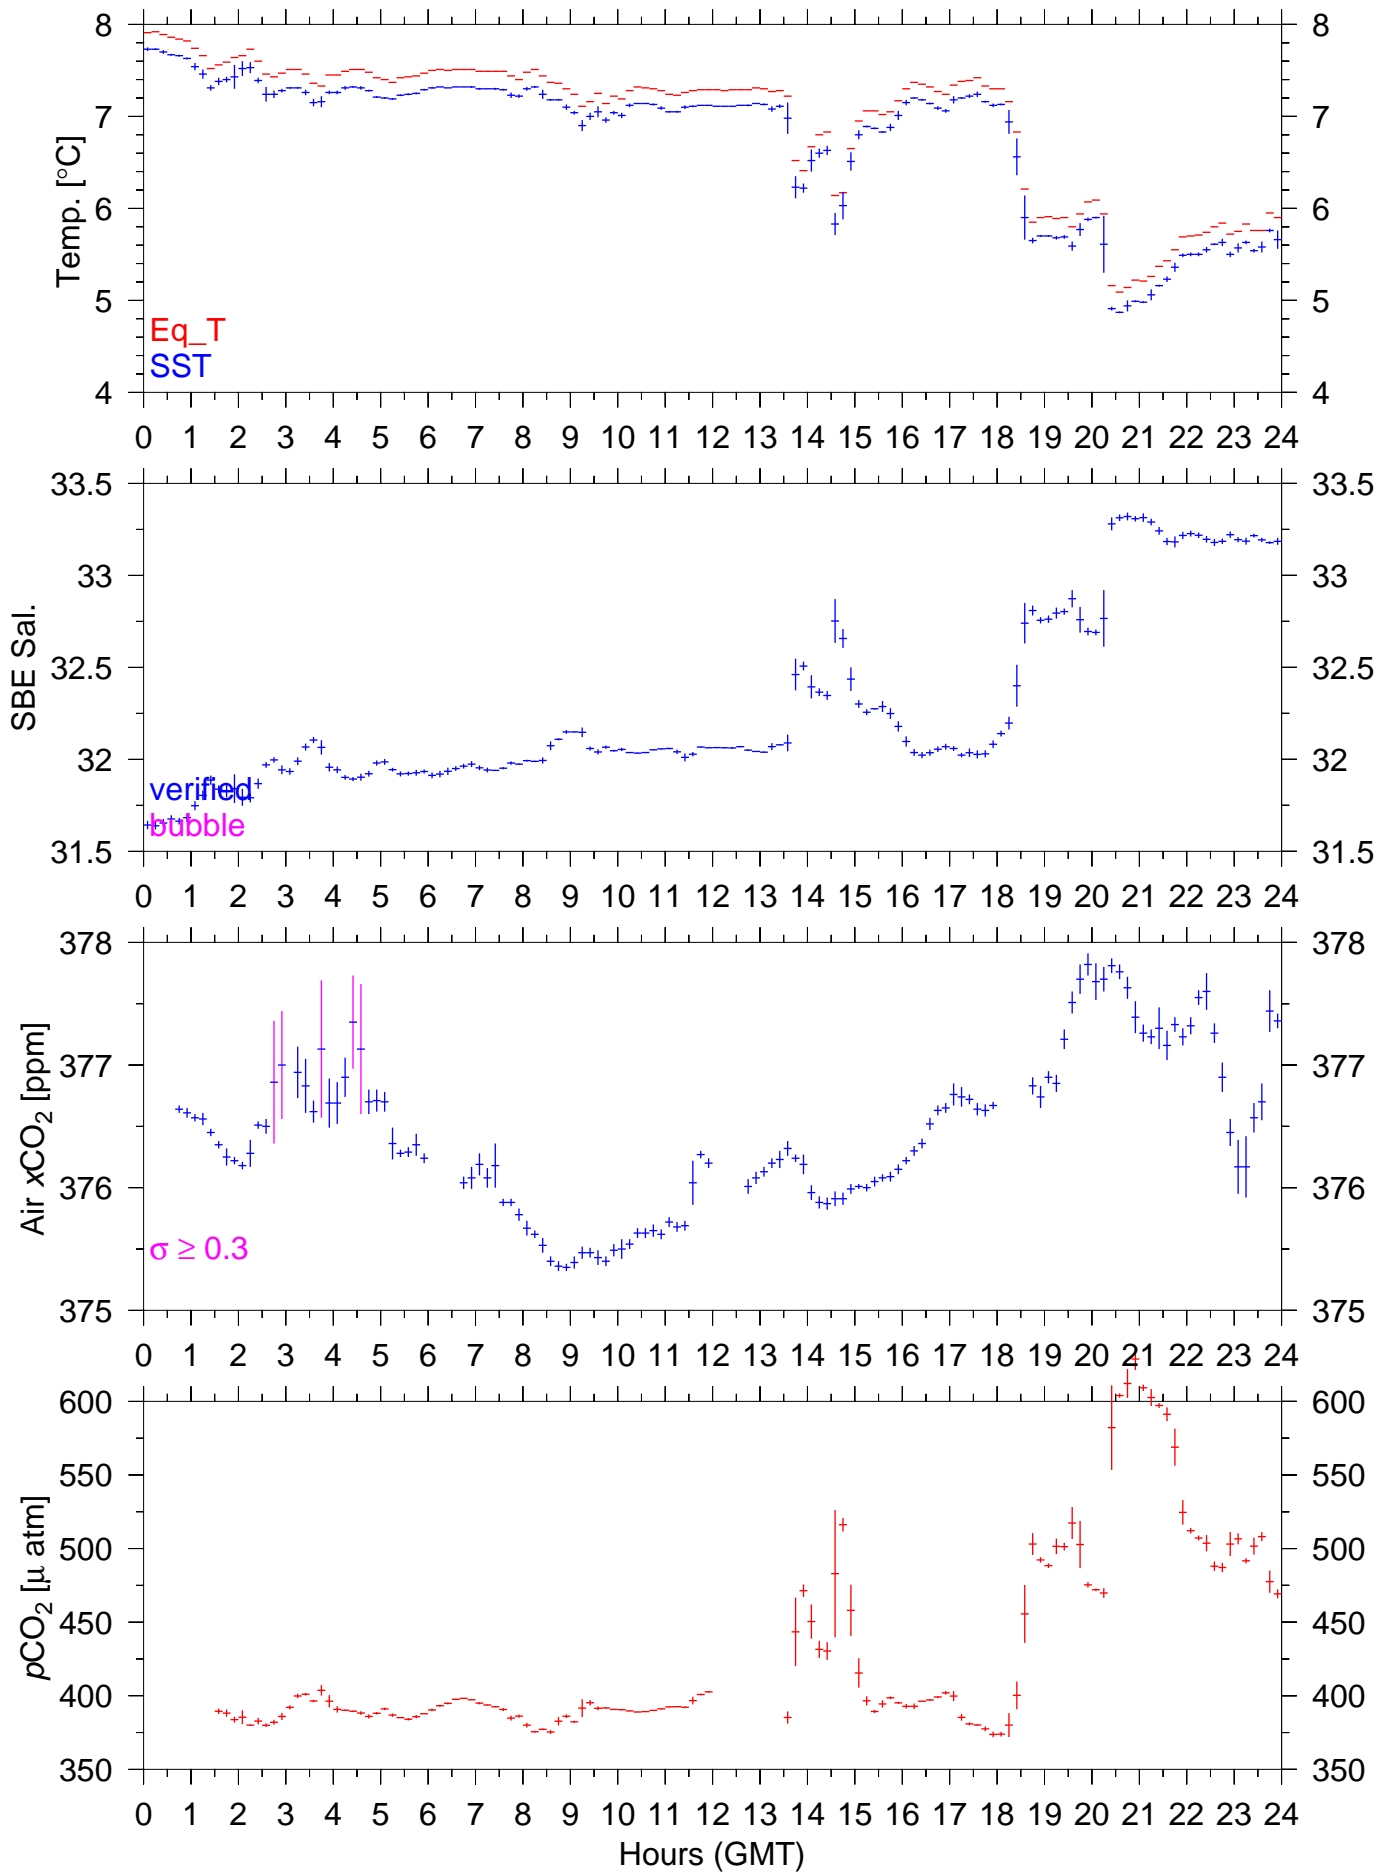 8 8
7 7
6 6
5 5
4 4
Temp. [°C]
Eq_T
SST
0 1 2 3 4 5 6 7 8 9 10 11 12 13 14 15 16 17 18 19 20 21 22 23 24
33.5 33.5
33 33
32.5 32.5
32 32
31.5 31.5
SBE Sal.
verified
bubble
0 1 2 3 4 5 6 7 8 9 10 11 12 13 14 15 16 17 18 19 20 21 22 23 24
378 378
377 377
376 376
375 375
Air xCO₂ [ppm]
σ ≥ 0.3
0 1 2 3 4 5 6 7 8 9 10 11 12 13 14 15 16 17 18 19 20 21 22 23 24
600 600
550 550
500 500
450 450
400 400
350 350
pCO₂ [μ atm]
0 1 2 3 4 5 6 7 8 9 10 11 12 13 14 15 16 17 18 19 20 21 22 23 24
Hours (GMT)